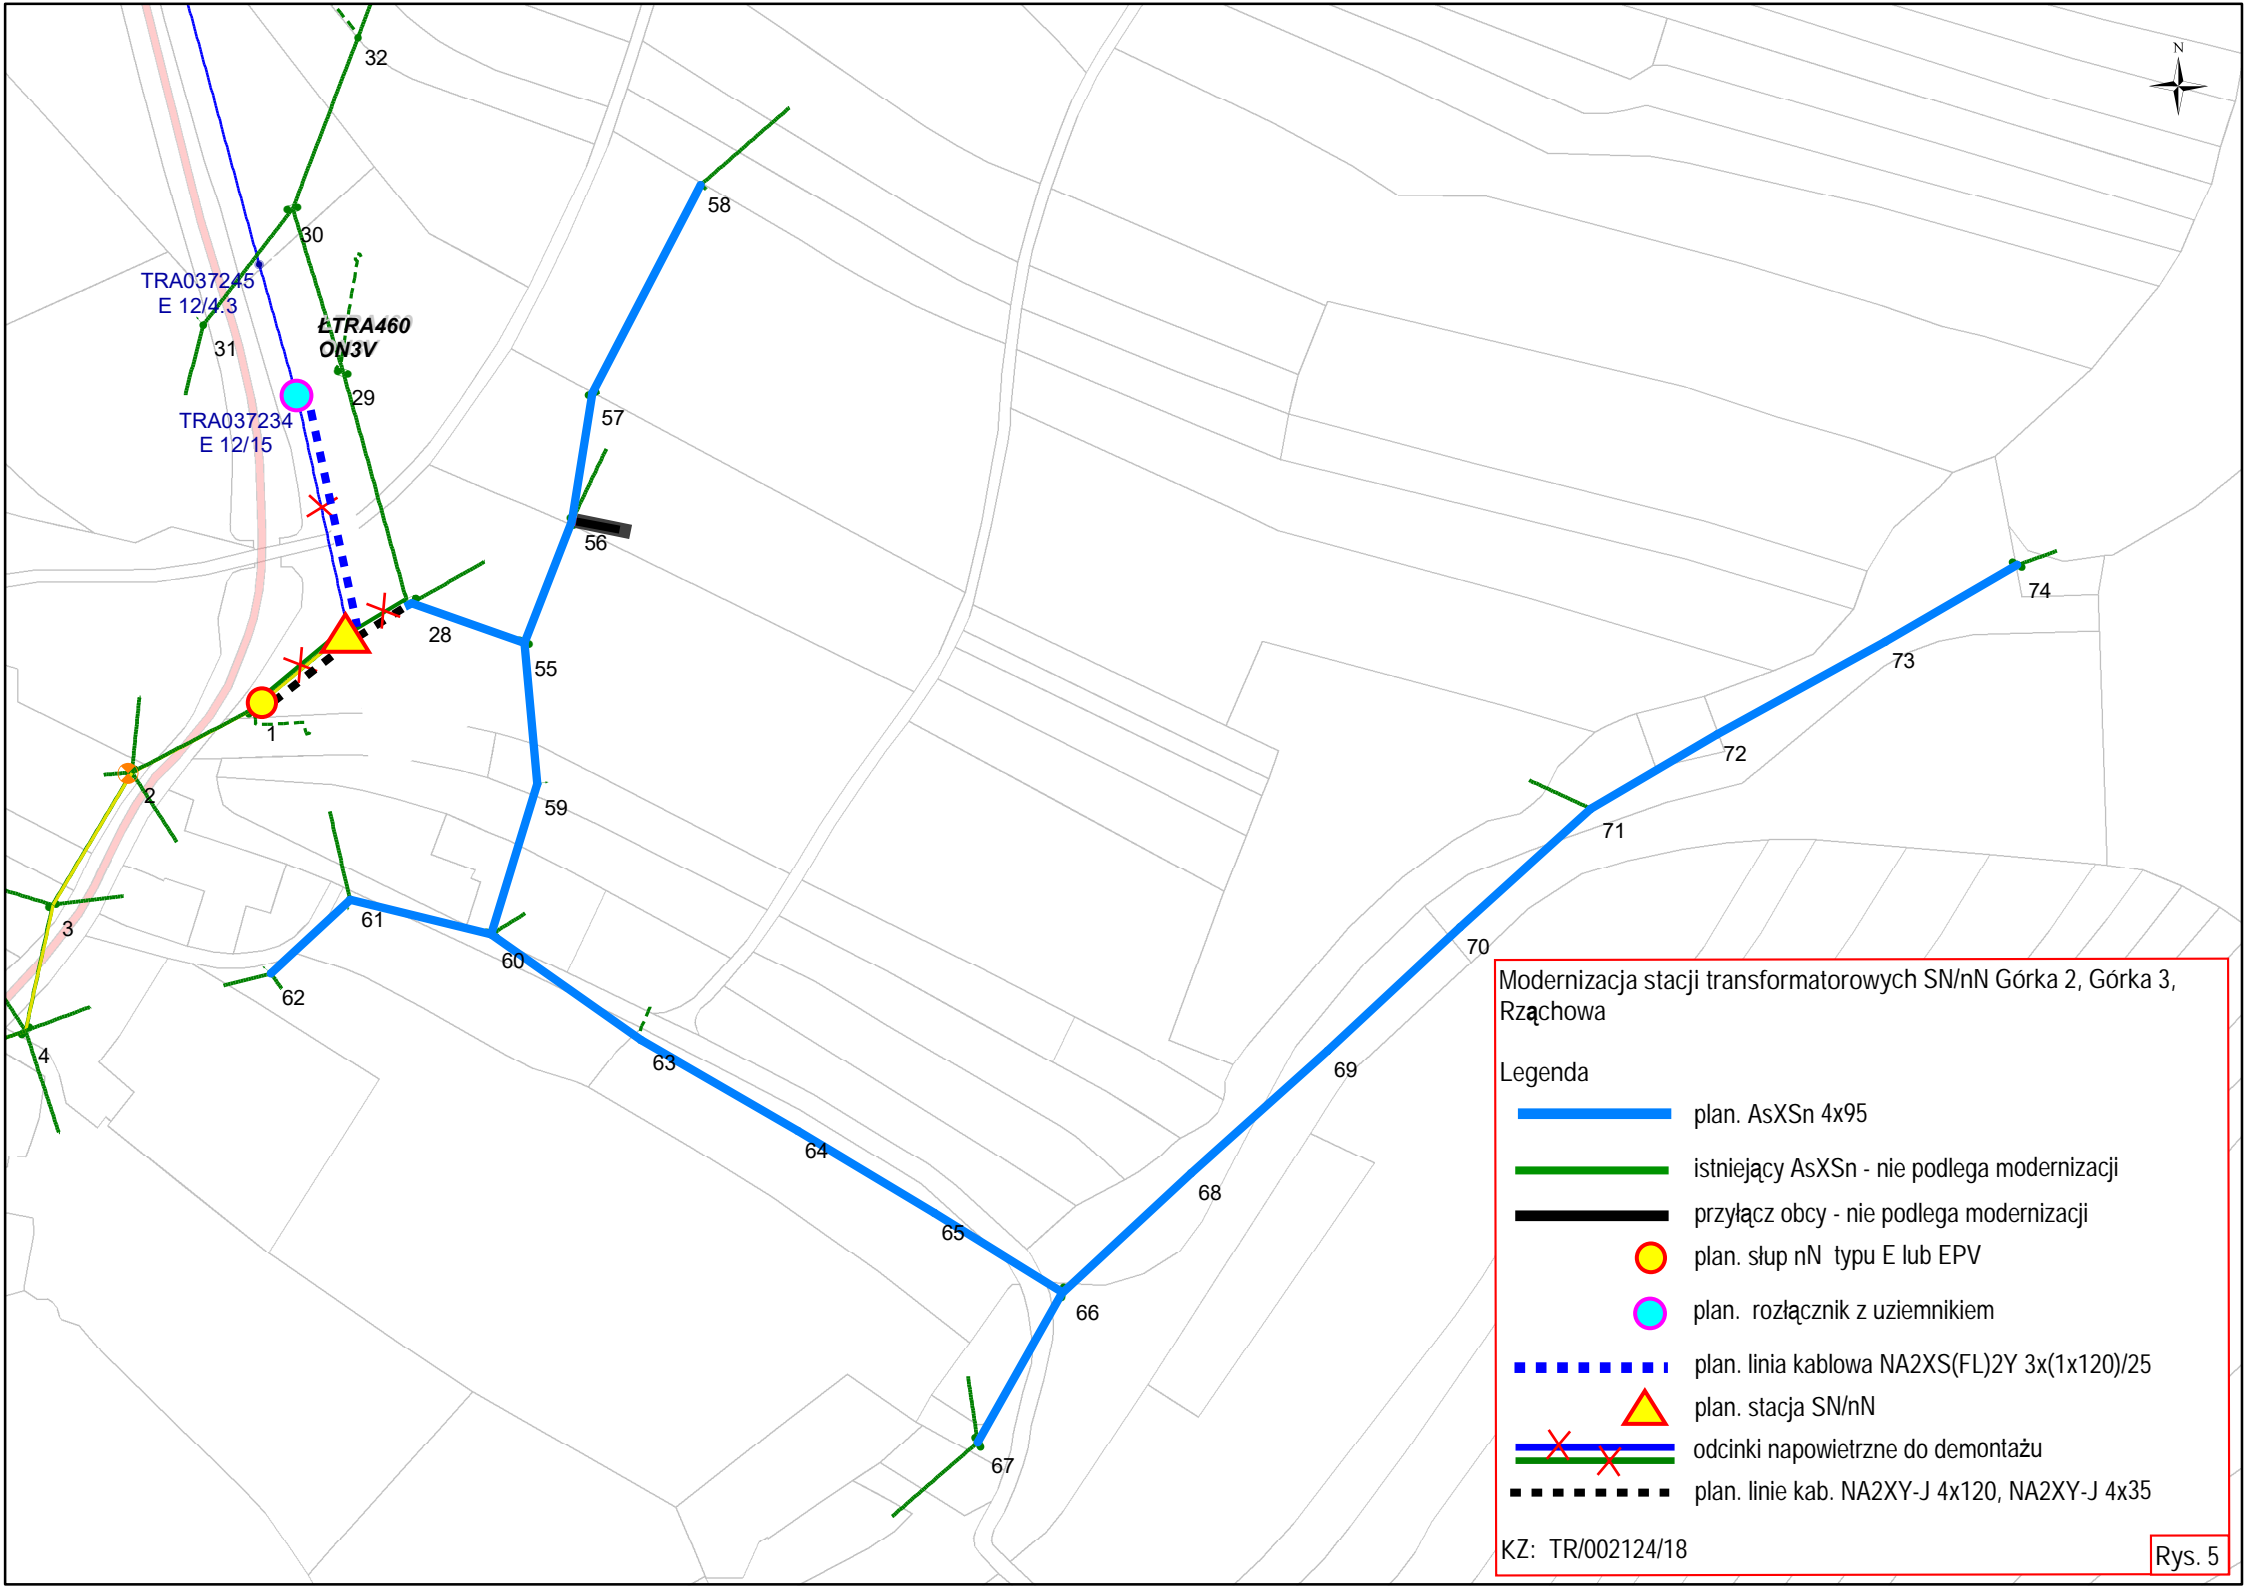 N
32
58
30
TRA037245
E 12/4.3
ŁTRA460
ON3V
31
29
57
TRA037234
E 12/15
56
28
55
74
73
1
72
2
59
71
61
3
70
60
62
4
63
69
64
68
65
66
67
Modernizacja stacji transformatorowych SN/nN Górka 2, Górka 3,
Rząchowa
Legenda
plan. AsXSn 4x95
istniejący AsXSn - nie podlega modernizacji
przyłącz obcy - nie podlega modernizacji
plan. słup nN typu E lub EPV
plan. rozłącznik z uziemnikiem
plan. linia kablowa NA2XS(FL)2Y 3x(1x120)/25
plan. stacja SN/nN
odcinki napowietrzne do demontażu
plan. linie kab. NA2XY-J 4x120, NA2XY-J 4x35
KZ: TR/002124/18
Rys. 5